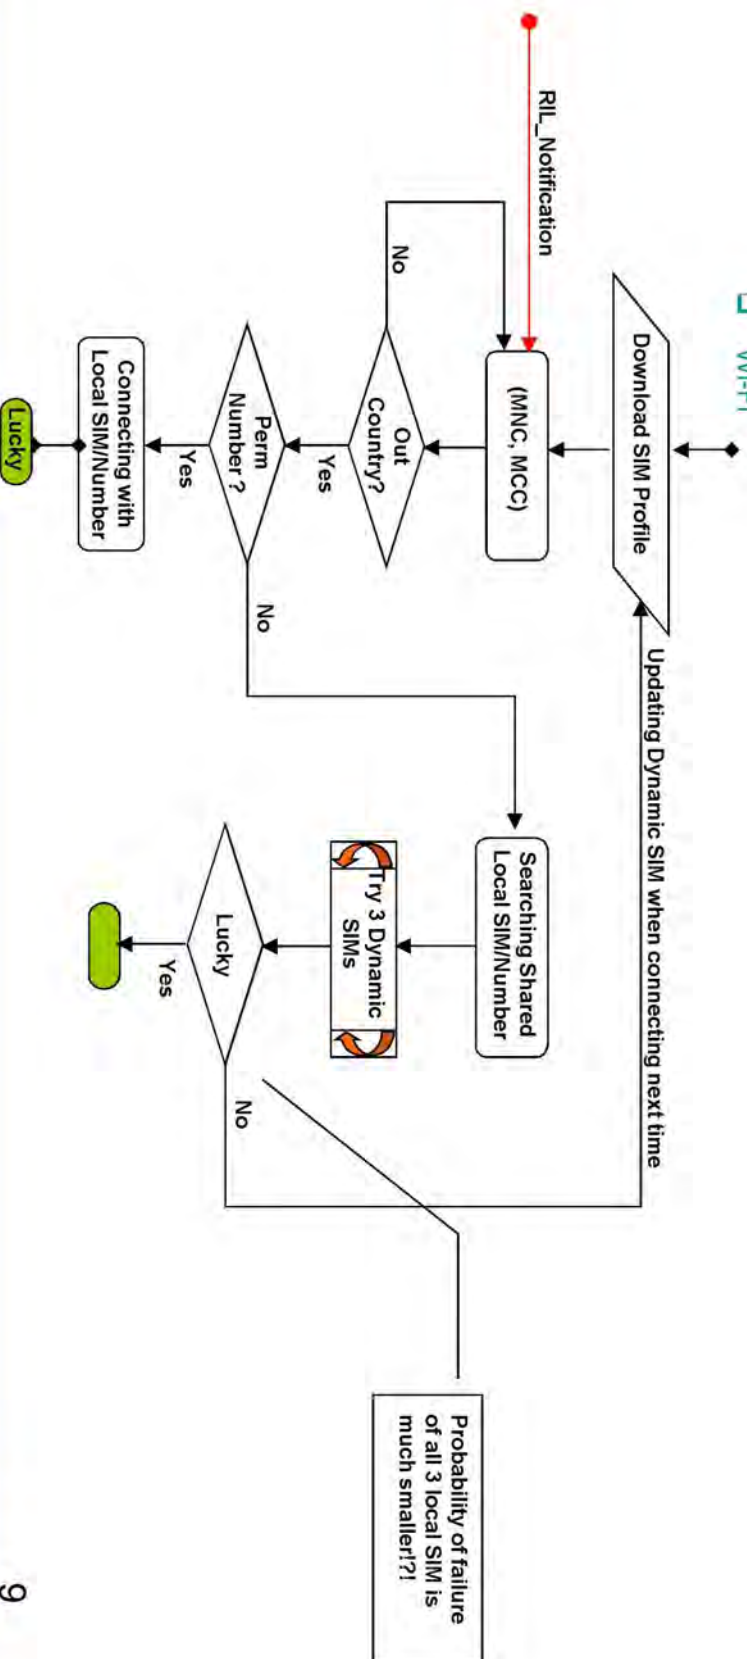 Wi-Fi
Download SIM Profile
Updating Dynamic SIM when connecting next time
RIL_Notification
(MNC, MCC)
No
Out
Country?
Yes
Perm
Number ?
No
Yes
Connecting with
Local SIM/Number
Lucky
Searching Shared
Local SIM/Number
Try 3 Dynamic
SIMs
Lucky
No
Yes
Probability of failure
of all 3 local SIM is
much smaller!?!
9